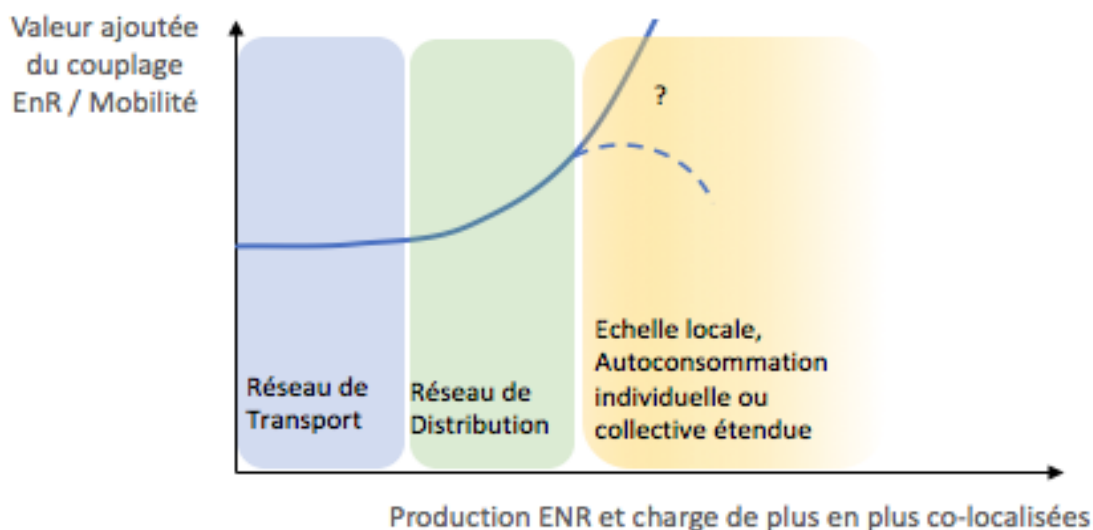 Valeur ajoutée
du couplage
EnR / Mobilité
?
Réseau de
Transport
Réseau de
Distribution
Echelle locale,
Autoconsommation
individuelle ou
collective étendue
Production ENR et charge de plus en plus co-localisées